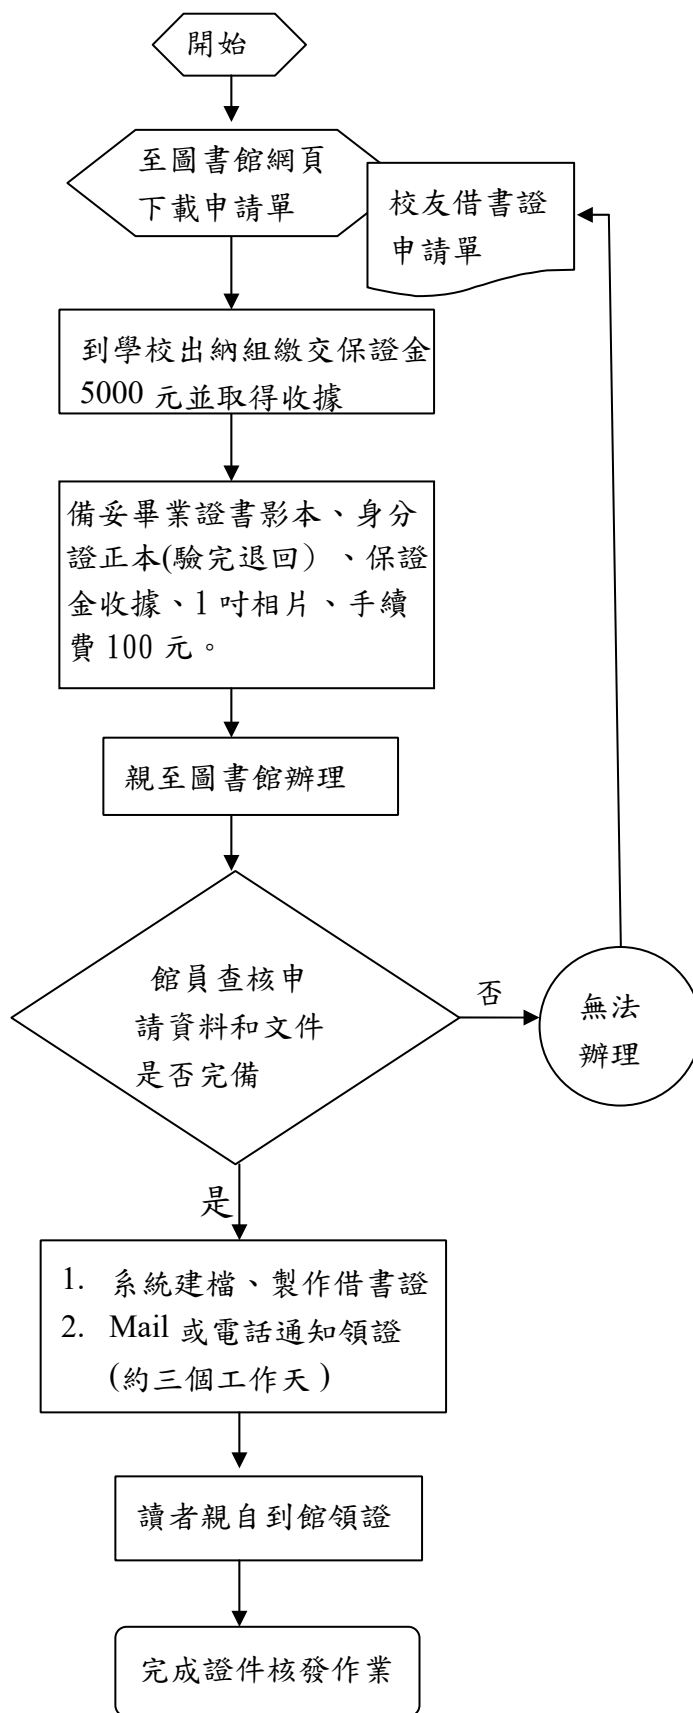 開始
至圖書館網頁
下載申請單
校友借書證
申請單
到學校出納組繳交保證金
5000 元並取得收據
備妥畢業證書影本、身分
證正本(驗完退回）、保證
金收據、1 吋相片、手續
費 100 元。
親至圖書館辦理
館員查核申
請資料和文件
是否完備
否
無法
辦理
是
1. 系統建檔、製作借書證
2. Mail 或電話通知領證
(約三個工作天 )
讀者親自到館領證
完成證件核發作業